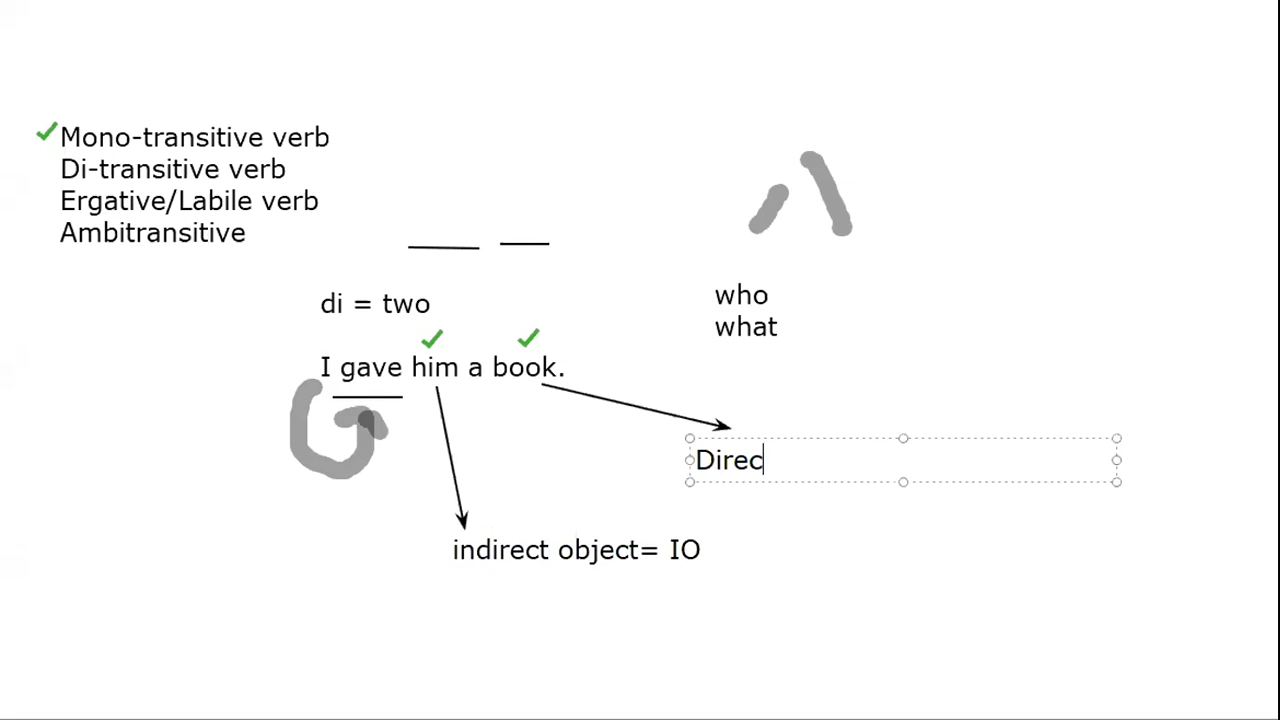 Mono-transitive verb
Di-transitive verb
Ergative/Labile verb
Ambitransitive
di = two
who
what
I gave him a book.
Direc
indirect object= IO